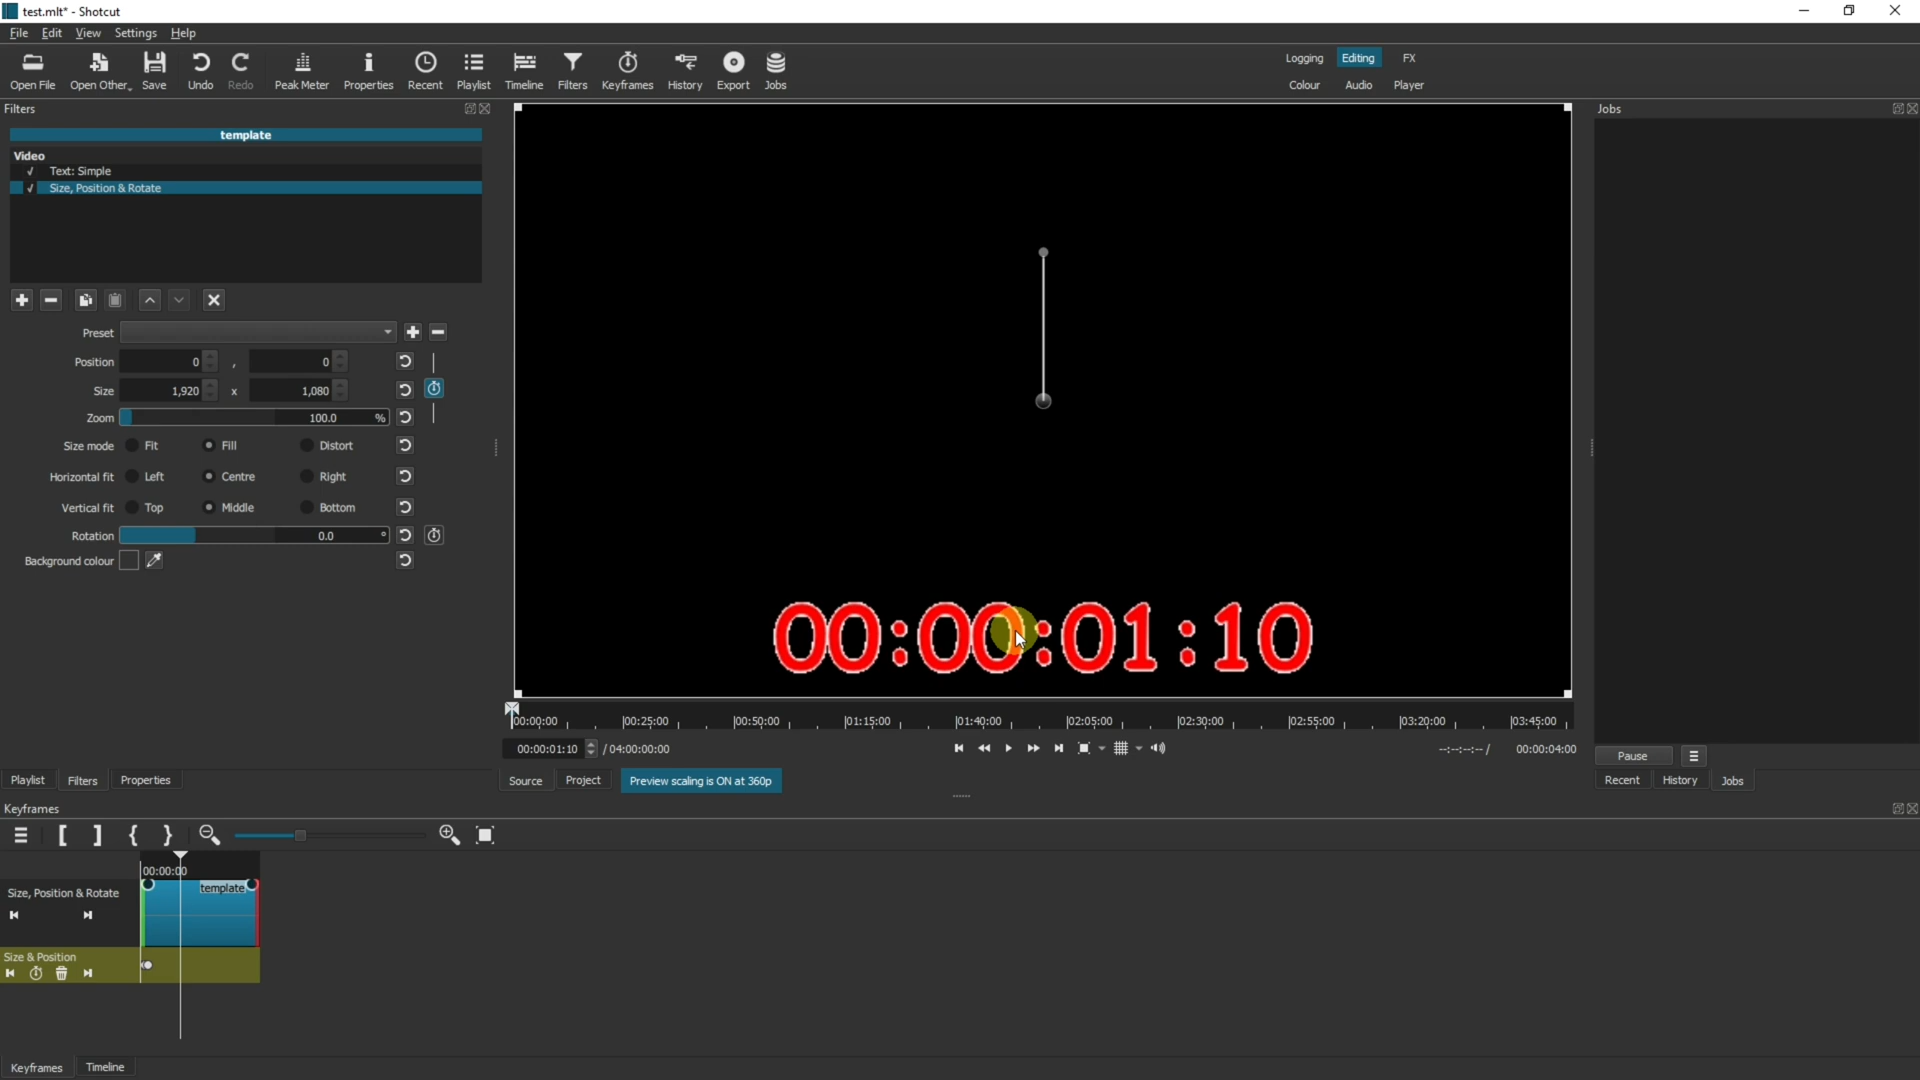 test.mlt* - Shotcut
File Edit View Settings Help
Open File Open Other Save Undo Redo Peak Meter Properties Recent Playlist Timeline Filters Keyframes History Export Jobs
Logging Editing FX
Colour Audio Player
Filters
template
Video
Text: Simple
Size, Position & Rotate
Preset
Position 0 , 0
Size 1,920 x 1,080
Zoom 100.0 %
Size mode Fit Fill Distort
Horizontal fit Left Centre Right
Vertical fit Top Middle Bottom
Rotation 0.0 °
Background colour
Playlist Filters Properties
00:00:01:10
00:00:00 00:25:00 00:50:00 01:15:00 01:40:00 02:05:00 02:30:00 02:55:00 03:20:00 03:45:00
00:00:01:10 / 04:00:00:00
--:--:--:-- / 00:00:04:00
Source Project Preview scaling is ON at 360p
Jobs
Pause
Recent History Jobs
Keyframes
00:00:00
Size, Position & Rotate
template
Size & Position
Keyframes Timeline